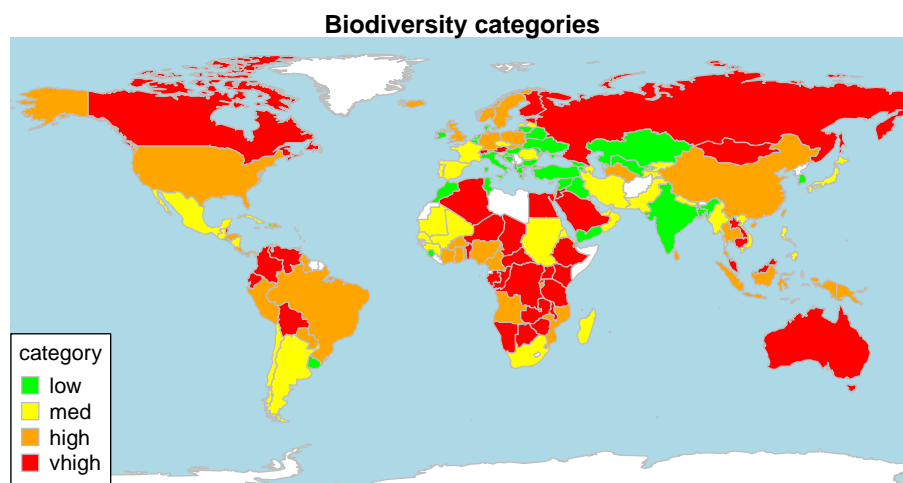 Biodiversity categories
category
low
med
high
vhigh